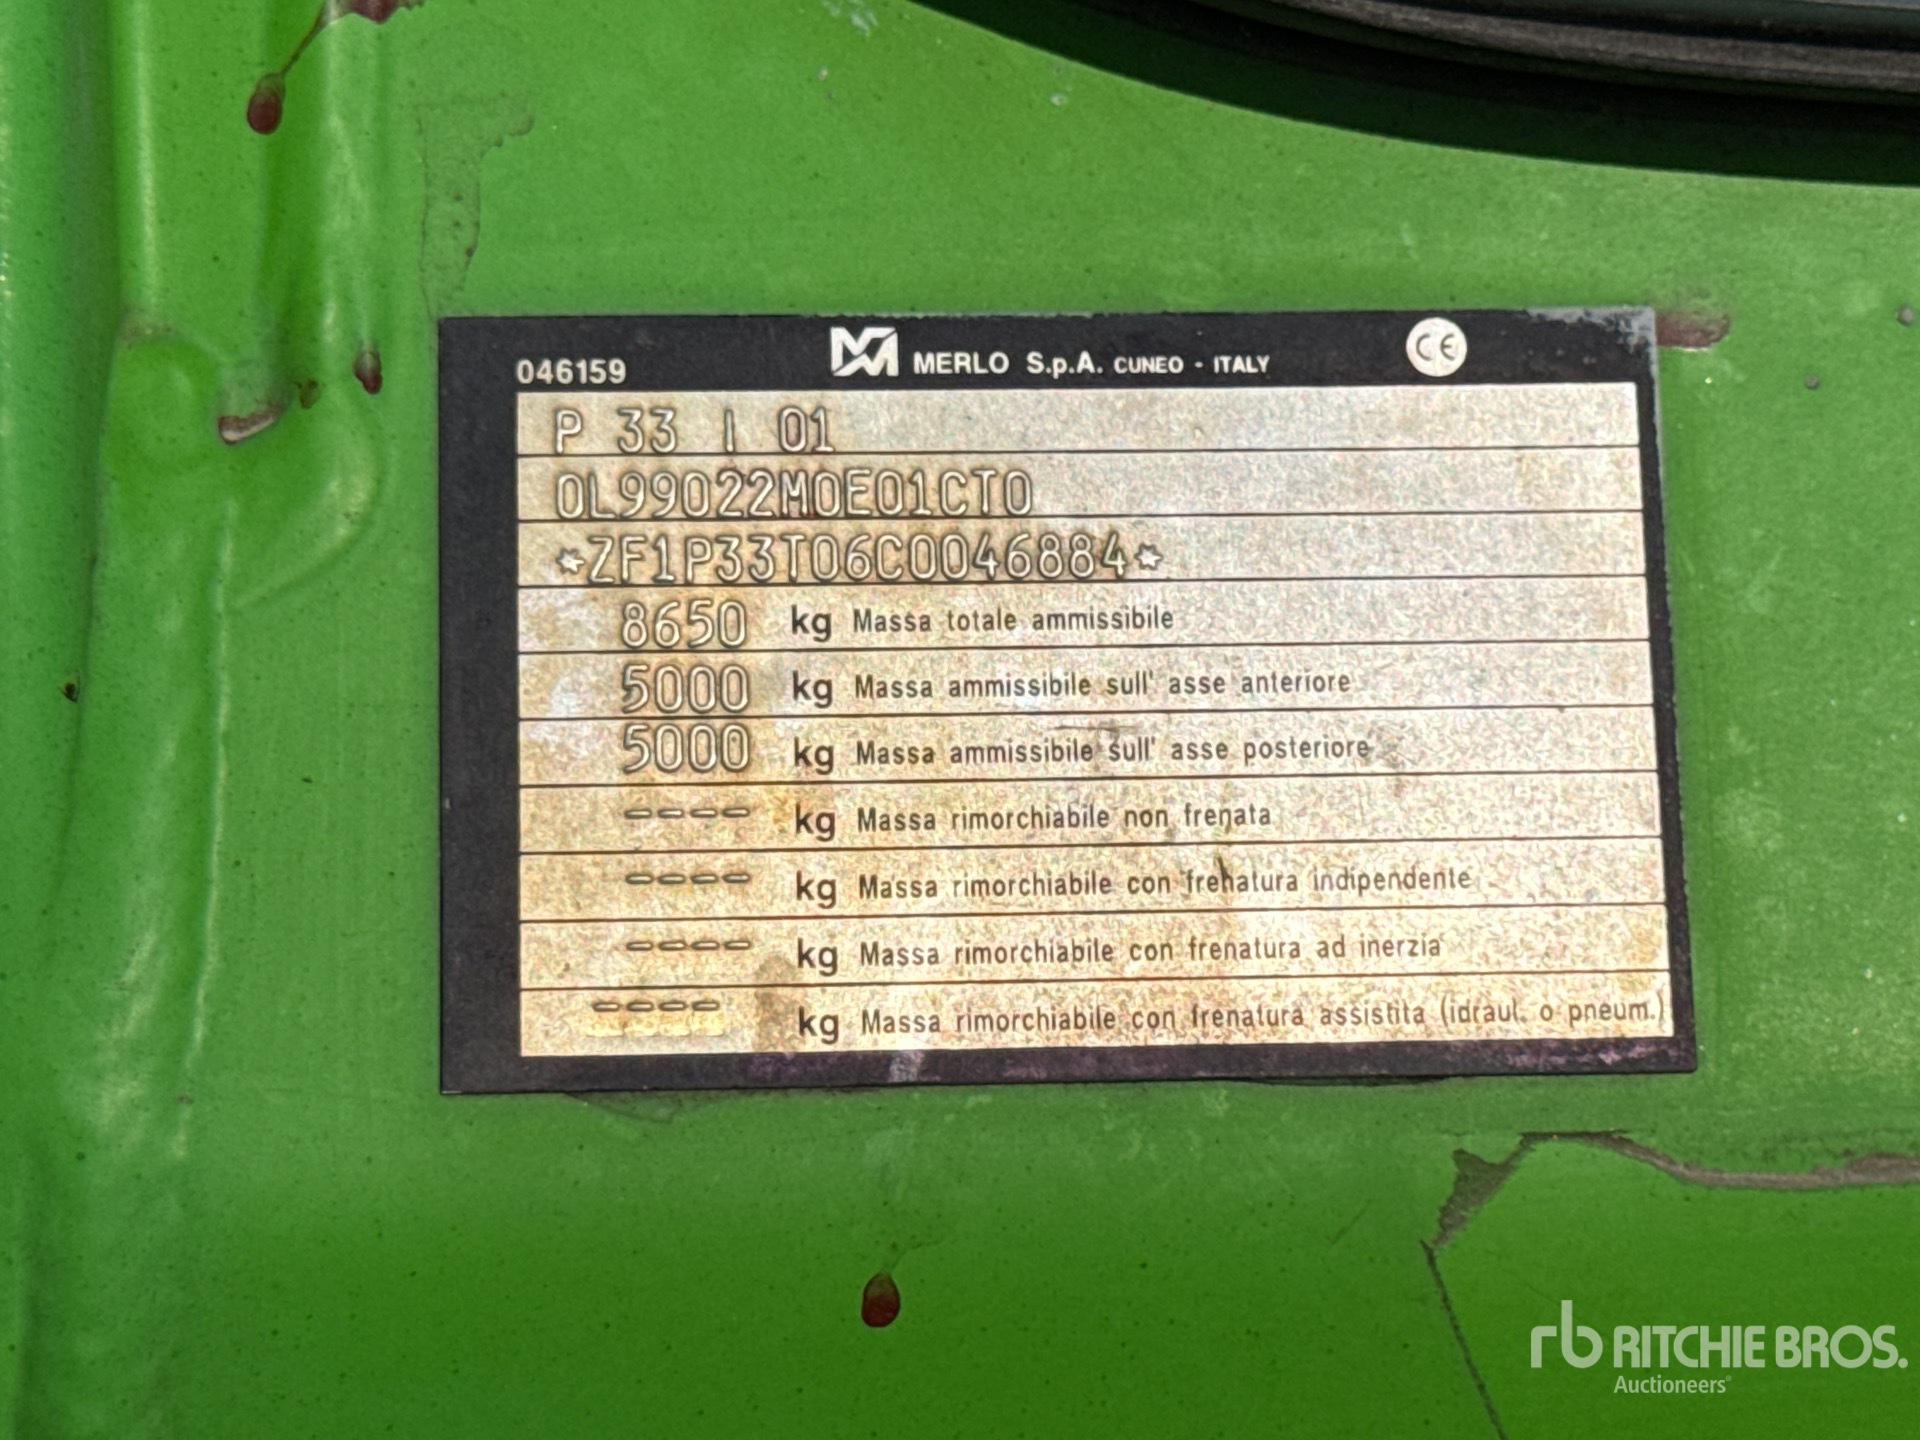 046159 MERLO S.p.A. CUNEO - ITALY CE
P 33 I 01
0L99022M0E01CT0
*ZF1P33T06C0046884*
8650 kg Massa totale ammissibile
5000 kg Massa ammissibile sull' asse anteriore
5000 kg Massa ammissibile sull' asse posteriore
---- kg Massa rimorchiabile non frenata
---- kg Massa rimorchiabile con frenatura indipendente
---- kg Massa rimorchiabile con frenatura ad inerzia
---- kg Massa rimorchiabile con frenatura assistita (idraul. o pneum.)
rb RITCHIE BROS.
Auctioneers